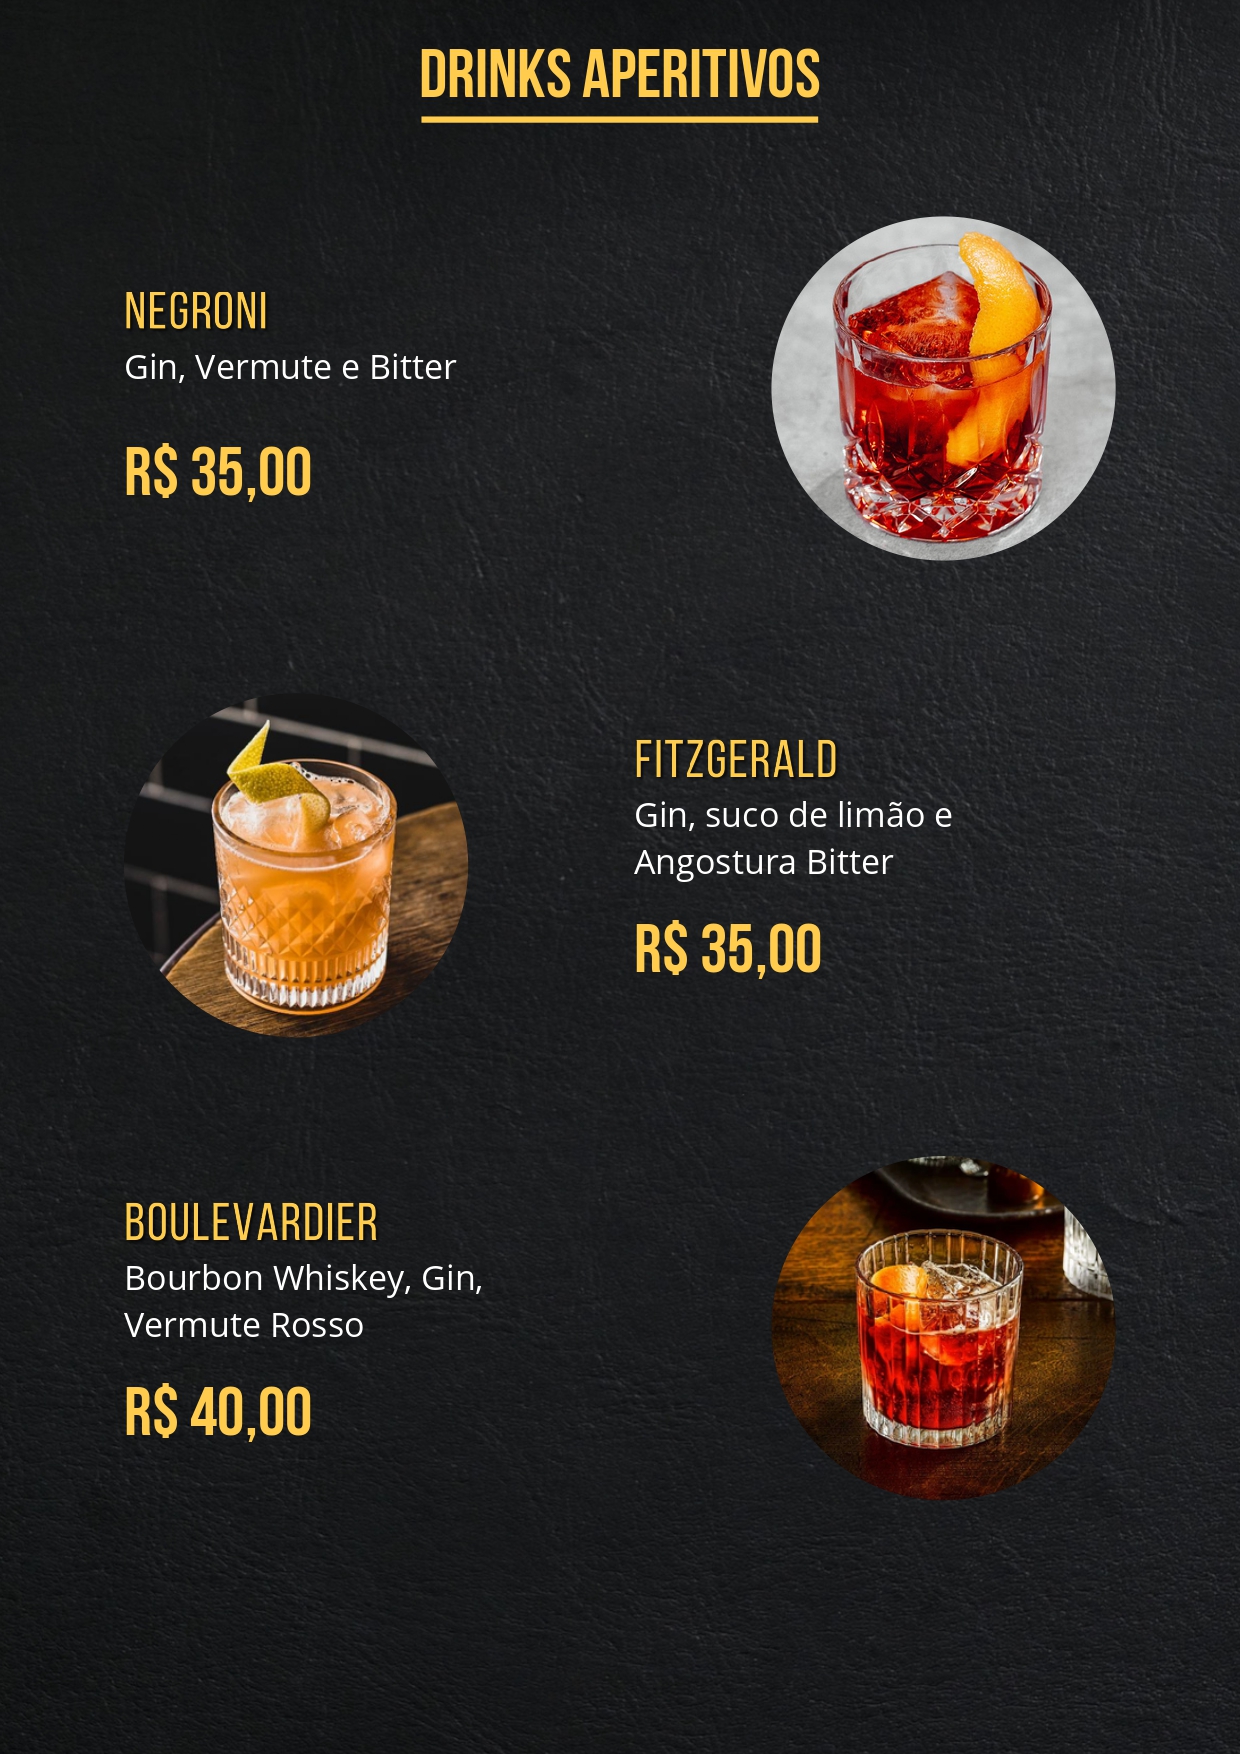 DRINKS APERITIVOS
NEGRONI
Gin, Vermute e Bitter
R$ 35,00
FITZGERALD
Gin, suco de limão e
Angostura Bitter
R$ 35,00
BOULEVARDIER
Bourbon Whiskey, Gin,
Vermute Rosso
R$ 40,00